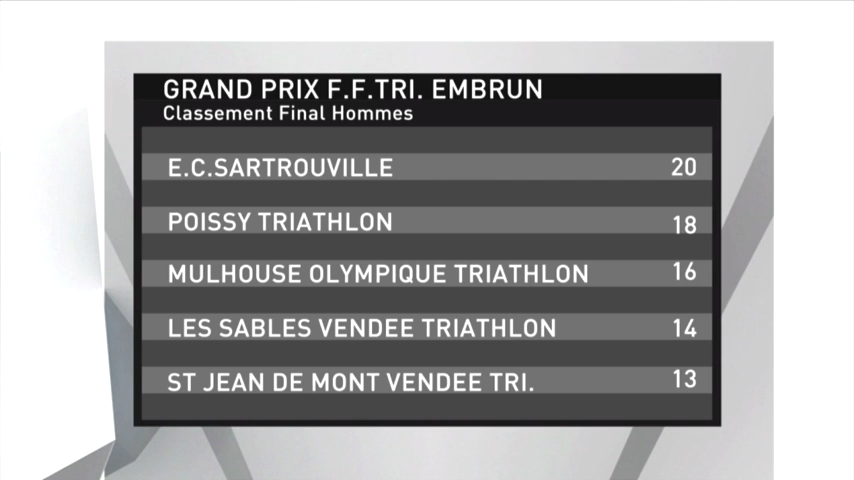 GRAND PRIX F.F.TRI. EMBRUN
Classement Final Hommes
E.C.SARTROUVILLE 20
POISSY TRIATHLON 18
MULHOUSE OLYMPIQUE TRIATHLON 16
LES SABLES VENDEE TRIATHLON 14
ST JEAN DE MONT VENDEE TRI. 13